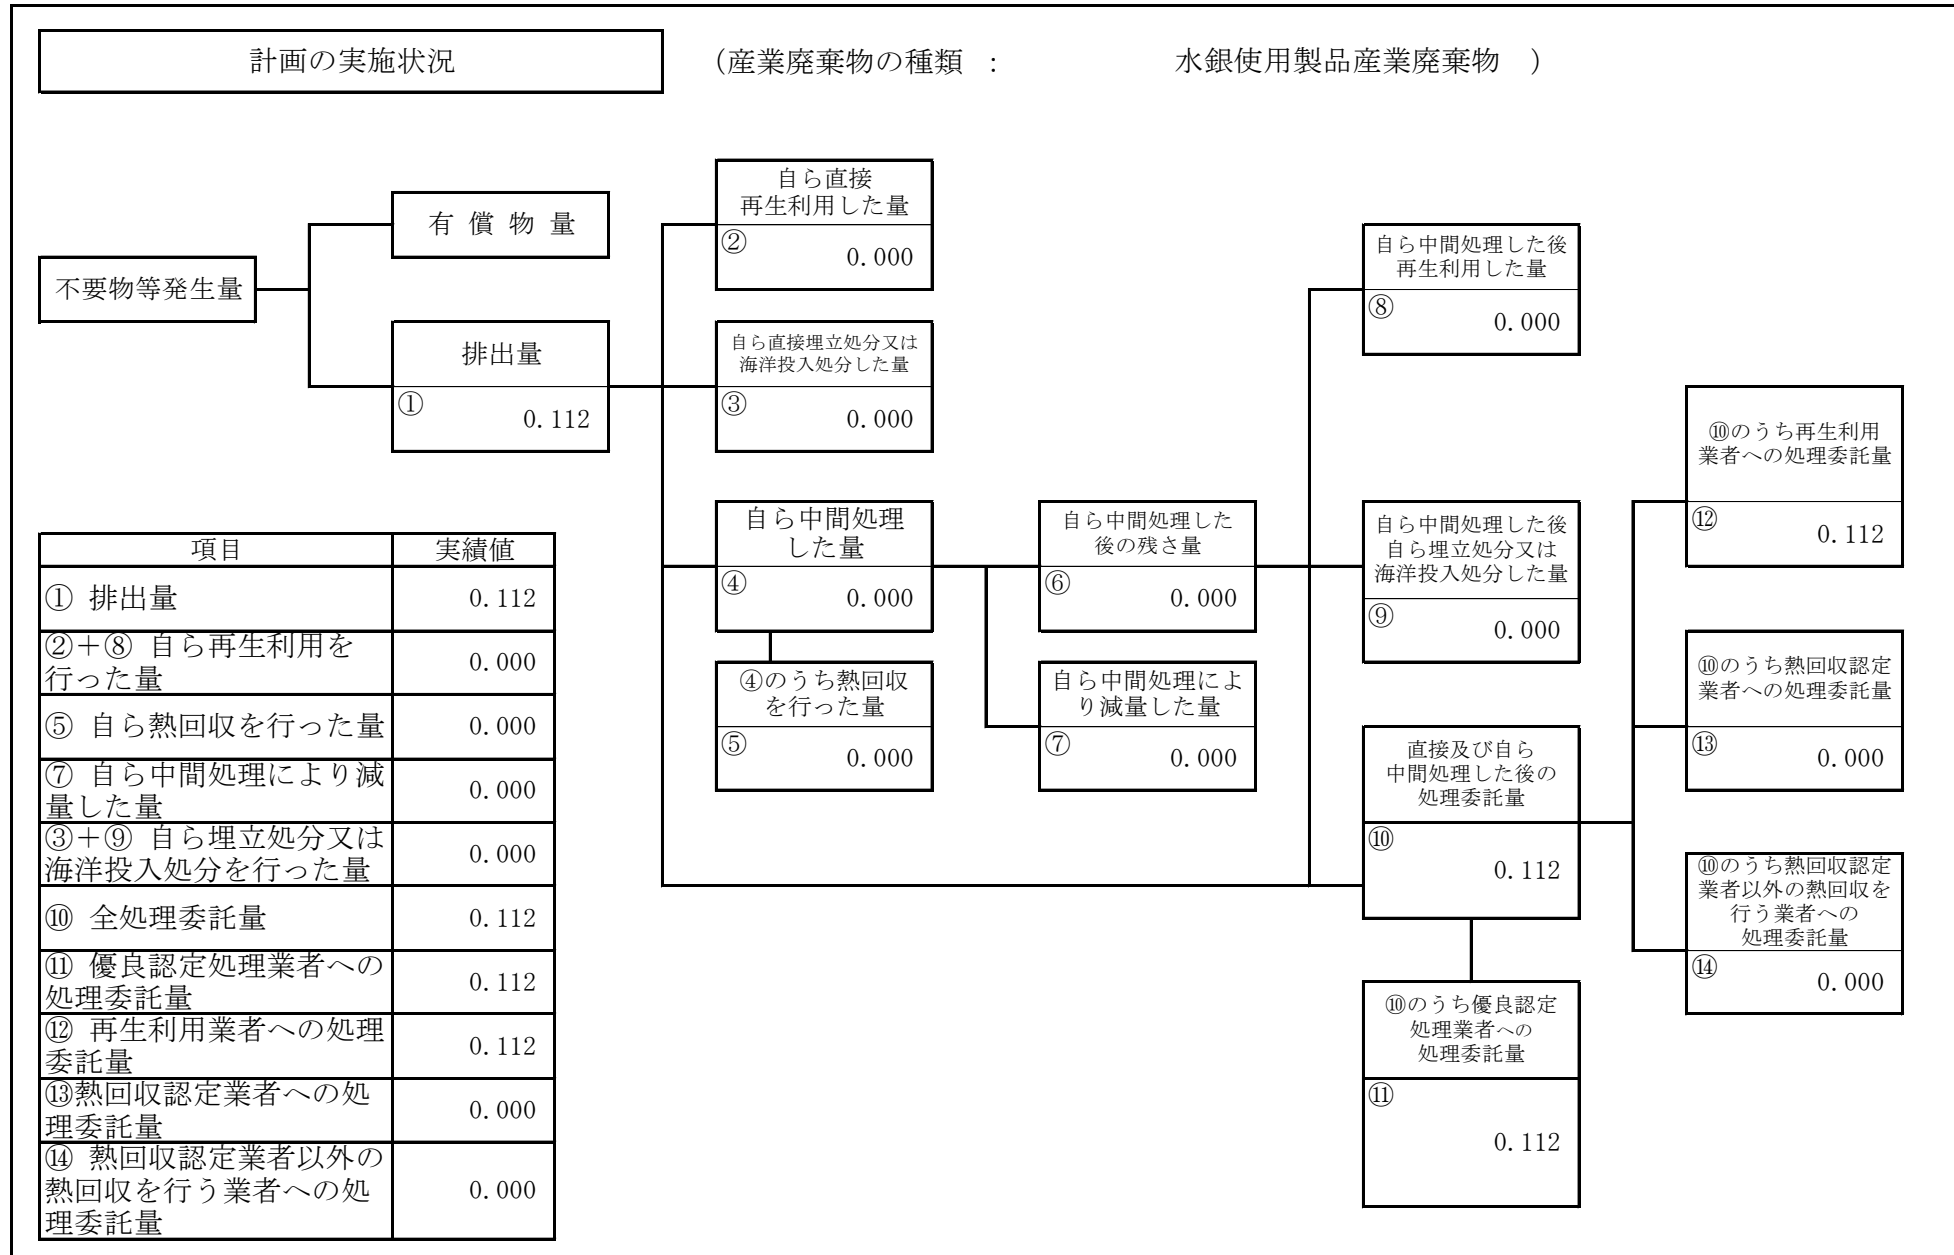 計画の実施状況
（産業廃棄物の種類 : 水銀使用製品産業廃棄物 ）
不要物等発生量
有 償 物 量
排出量
① 0.112
自ら直接
再生利用した量
② 0.000
自ら直接埋立処分又は
海洋投入処分した量
③ 0.000
自ら中間処理
した量
④ 0.000
④のうち熱回収
を行った量
⑤ 0.000
自ら中間処理した
後の残さ量
⑥ 0.000
自ら中間処理によ
り減量した量
⑦ 0.000
自ら中間処理した後
再生利用した量
⑧ 0.000
自ら中間処理した後
自ら埋立処分又は
海洋投入処分した量
⑨ 0.000
直接及び自ら
中間処理した後の
処理委託量
⑩ 0.112
⑩のうち優良認定
処理業者への
処理委託量
⑪ 0.112
⑩のうち再生利用
業者への処理委託量
⑫ 0.112
⑩のうち熱回収認定
業者への処理委託量
⑬ 0.000
⑩のうち熱回収認定
業者以外の熱回収を
行う業者への
処理委託量
⑭ 0.000
項目 実績値
① 排出量 0.112
②＋⑧ 自ら再生利用を
行った量 0.000
⑤ 自ら熱回収を行った量 0.000
⑦ 自ら中間処理により減
量した量 0.000
③＋⑨ 自ら埋立処分又は
海洋投入処分を行った量 0.000
⑩ 全処理委託量 0.112
⑪ 優良認定処理業者への
処理委託量 0.112
⑫ 再生利用業者への処理
委託量 0.112
⑬熱回収認定業者への処
理委託量 0.000
⑭ 熱回収認定業者以外の
熱回収を行う業者への処
理委託量 0.000